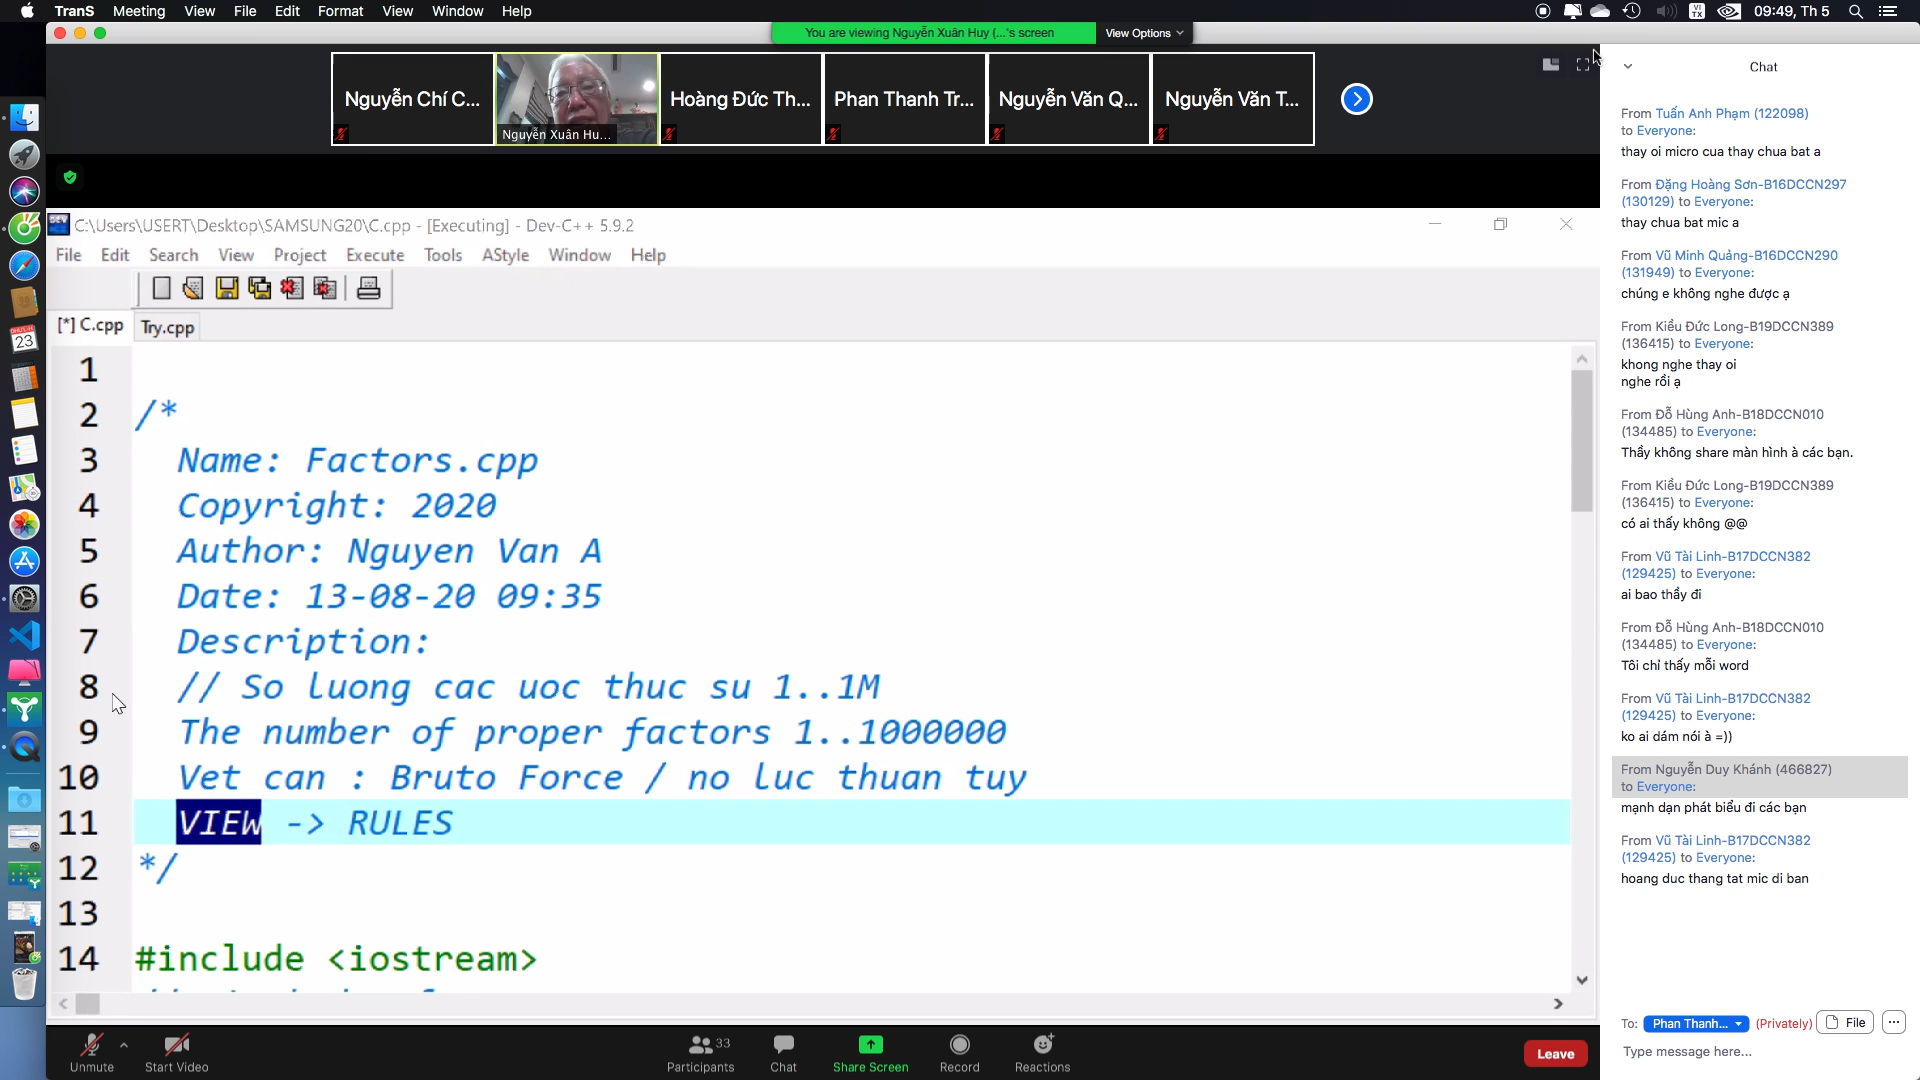 TranS Meeting View File Edit Format View Window Help
VI TX 09:49, Th 5
You are viewing Nguyễn Xuân Huy (...'s screen View Options
Nguyễn Chí C...
Nguyễn Xuân Hu...
Hoàng Đức Th...
Phan Thanh Tr...
Nguyễn Văn Q...
Nguyễn Văn T...
DEV C:\Users\USERT\Desktop\SAMSUNG20\C.cpp - [Executing] - Dev-C++ 5.9.2
File Edit Search View Project Execute Tools AStyle Window Help
[*] C.cpp Try.cpp
1
2 /*
3 Name: Factors.cpp
4 Copyright: 2020
5 Author: Nguyen Van A
6 Date: 13-08-20 09:35
7 Description:
8 // So luong cac uoc thuc su 1..1M
9 The number of proper factors 1..1000000
10 Vet can : Bruto Force / no luc thuan tuy
11 VIEW -> RULES
12 */
13
14 #include <iostream>
23
Unmute
Start Video
Participants 33
Chat
Share Screen
Record
Reactions
Leave
Chat
From Tuấn Anh Phạm (122098)
to Everyone:
thay oi micro cua thay chua bat a
From Đặng Hoàng Sơn-B16DCCN297
(130129) to Everyone:
thay chua bat mic a
From Vũ Minh Quảng-B16DCCN290
(131949) to Everyone:
chúng e không nghe được ạ
From Kiều Đức Long-B19DCCN389
(136415) to Everyone:
khong nghe thay oi
nghe rồi ạ
From Đỗ Hùng Anh-B18DCCN010
(134485) to Everyone:
Thầy không share màn hình à các bạn.
From Kiều Đức Long-B19DCCN389
(136415) to Everyone:
có ai thấy không @@
From Vũ Tài Linh-B17DCCN382
(129425) to Everyone:
ai bao thầy đi
From Đỗ Hùng Anh-B18DCCN010
(134485) to Everyone:
Tôi chỉ thấy mỗi word
From Vũ Tài Linh-B17DCCN382
(129425) to Everyone:
ko ai dám nói à =))
From Nguyễn Duy Khánh (466827)
to Everyone:
mạnh dạn phát biểu đi các bạn
From Vũ Tài Linh-B17DCCN382
(129425) to Everyone:
hoang duc thang tat mic di ban
To: Phan Thanh... (Privately) File
Type message here...